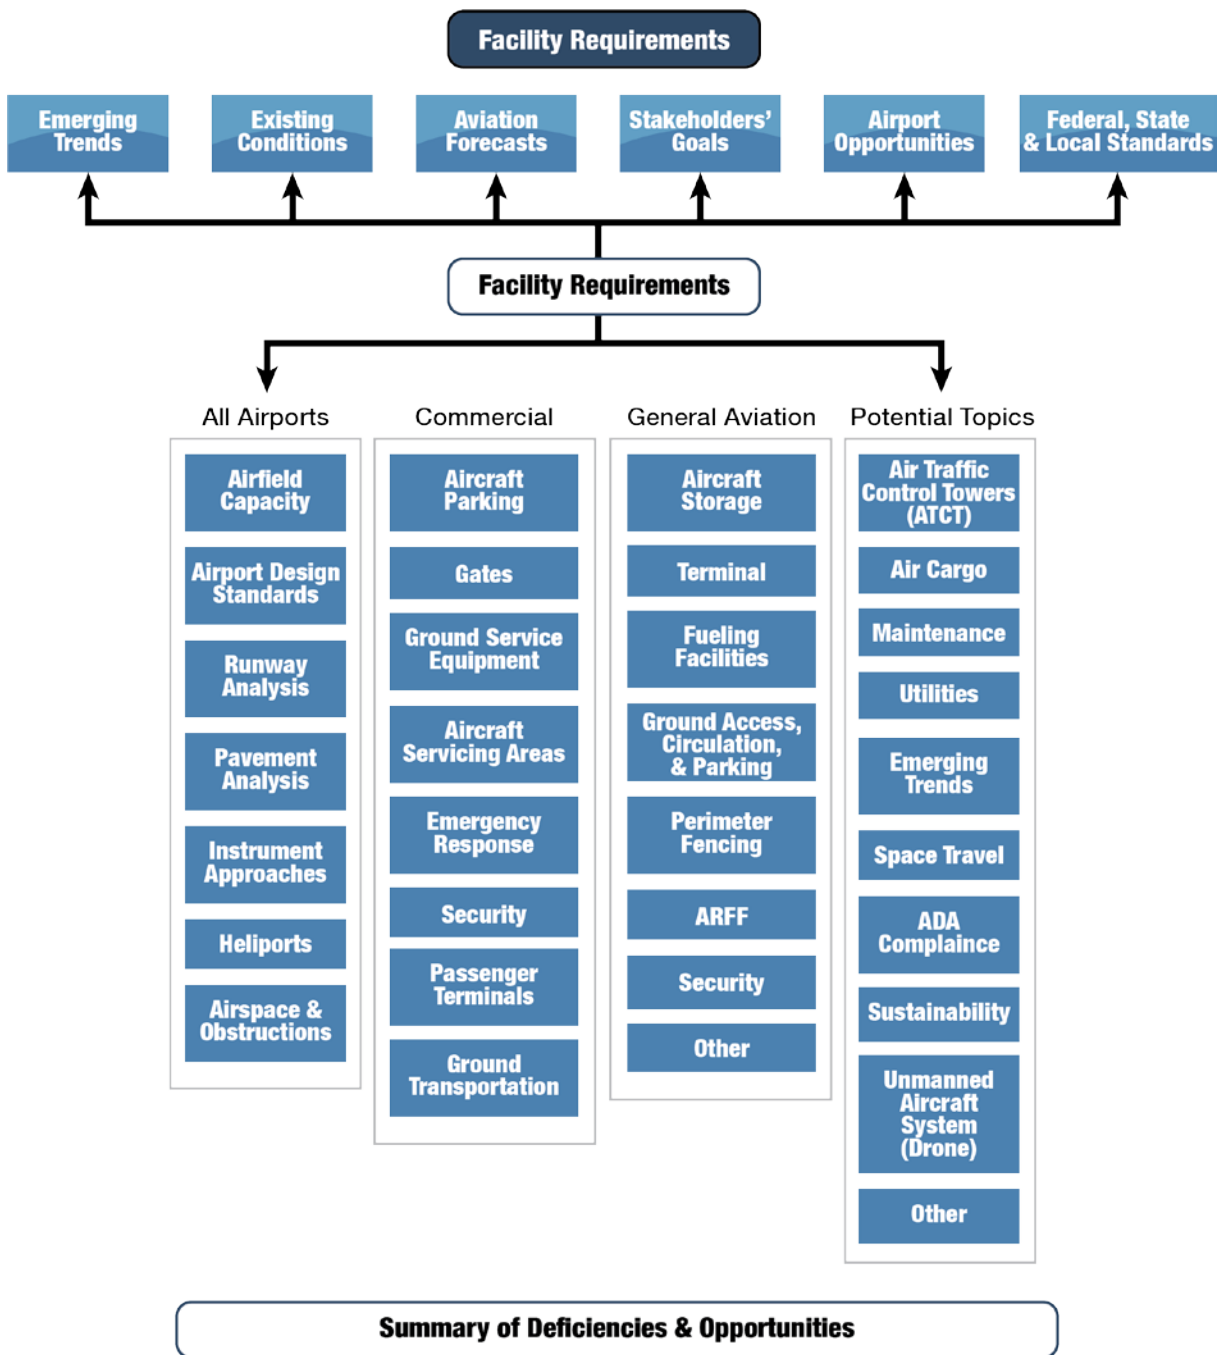 Facility Requirements
Emerging
Trends
Existing
Conditions
Aviation
Forecasts
Stakeholders'
Goals
Airport
Opportunities
Federal, State
& Local Standards
Facility Requirements
All Airports
Airfield
Capacity
Airport Design
Standards
Runway
Analysis
Pavement
Analysis
Instrument
Approaches
Heliports
Airspace &
Obstructions
Commercial
Aircraft
Parking
Gates
Ground Service
Equipment
Aircraft
Servicing Areas
Emergency
Response
Security
Passenger
Terminals
Ground
Transportation
General Aviation
Aircraft
Storage
Terminal
Fueling
Facilities
Ground Access,
Circulation,
& Parking
Perimeter
Fencing
ARFF
Security
Other
Potential Topics
Air Traffic
Control Towers
(ATCT)
Air Cargo
Maintenance
Utilities
Emerging
Trends
Space Travel
ADA
Complaince
Sustainability
Unmanned
Aircraft
System
(Drone)
Other
Summary of Deficiencies & Opportunities